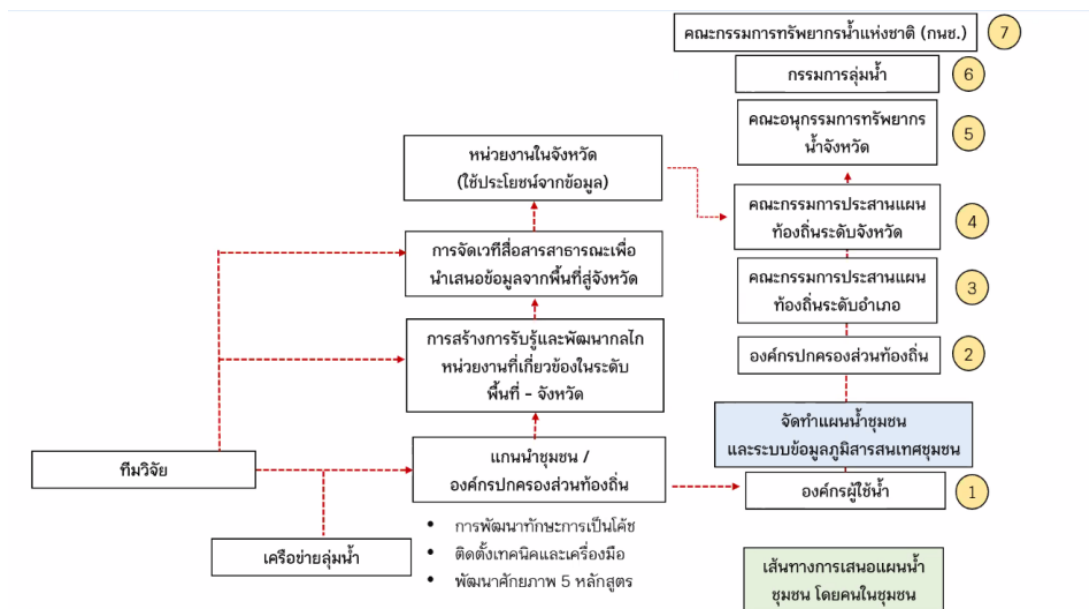 คณะกรรมการทรัพยากรน้ำแห่งชาติ (กนช.)
7
กรรมการลุ่มน้ำ
6
คณะอนุกรรมการทรัพยากร
น้ำจังหวัด
5
หน่วยงานในจังหวัด
(ใช้ประโยชน์จากข้อมูล)
คณะกรรมการประสานแผน
ท้องถิ่นระดับจังหวัด
4
การจัดเวทีสื่อสารสาธารณะเพื่อ
นำเสนอข้อมูลจากพื้นที่สู่จังหวัด
คณะกรรมการประสานแผน
ท้องถิ่นระดับอำเภอ
3
การสร้างการรับรู้และพัฒนากลไก
หน่วยงานที่เกี่ยวข้องในระดับ
พื้นที่ – จังหวัด
องค์กรปกครองส่วนท้องถิ่น
2
จัดทำแผนน้ำชุมชน
และระบบข้อมูลภูมิสารสนเทศชุมชน
ทีมวิจัย
แกนนำชุมชน /
องค์กรปกครองส่วนท้องถิ่น
องค์กรผู้ใช้น้ำ
1
เครือข่ายลุ่มน้ำ
• การพัฒนาทักษะการเป็นโค้ช
• ติดตั้งเทคนิคและเครื่องมือ
• พัฒนาศักยภาพ 5 หลักสูตร
เส้นทางการเสนอแผนน้ำ
ชุมชน โดยคนในชุมชน